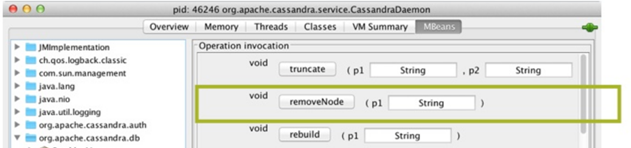 pid: 46246 org.apache.cassandra.service.CassandraDaemon
Overview Memory Threads Classes VM Summary MBeans
JMImplementation
ch.qos.logback.classic
com.sun.management
java.lang
java.nio
java.util.logging
org.apache.cassandra.auth
org.apache.cassandra.db
Operation invocation
void
truncate ( p1 String , p2 String
void
removeNode ( p1 String )
void
rebuild ( p1 String )